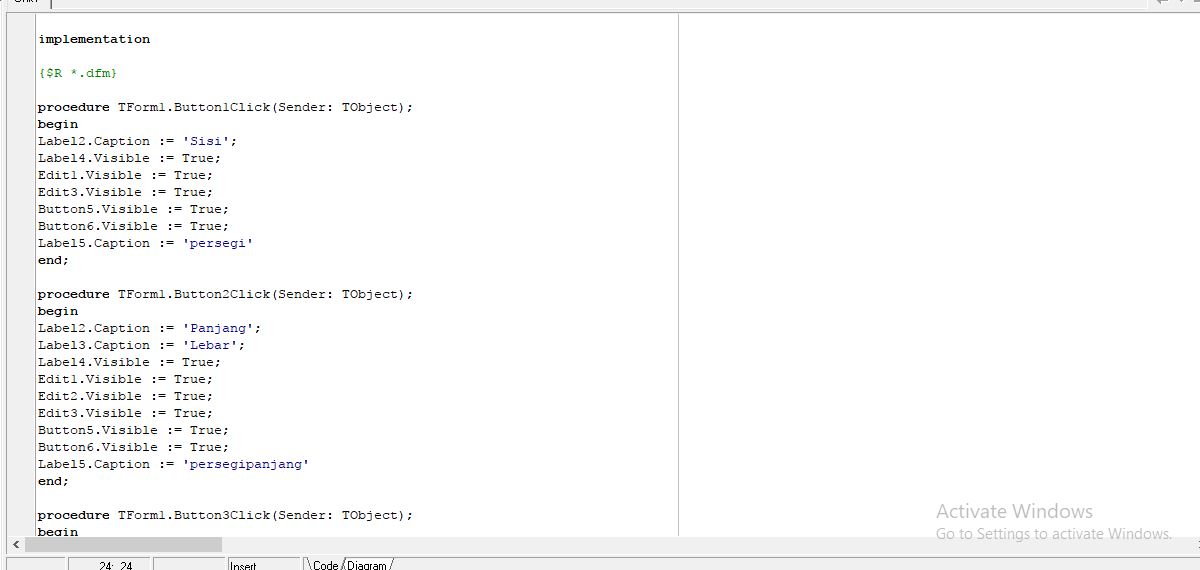 implementation
{$R *.dfm}
procedure TForm1.Button1Click(Sender: TObject);
begin
Label2.Caption := 'Sisi';
Label4.Visible := True;
Edit1.Visible := True;
Edit3.Visible := True;
Button5.Visible := True;
Button6.Visible := True;
Label5.Caption := 'persegi'
end;
procedure TForm1.Button2Click(Sender: TObject);
begin
Label2.Caption := 'Panjang';
Label3.Caption := 'Lebar';
Label4.Visible := True;
Edit1.Visible := True;
Edit2.Visible := True;
Edit3.Visible := True;
Button5.Visible := True;
Button6.Visible := True;
Label5.Caption := 'persegipanjang'
end;
procedure TForm1.Button3Click(Sender: TObject);
begin
Activate Windows
Go to Settings to activate Windows.
24: 24 Insert Code Diagram